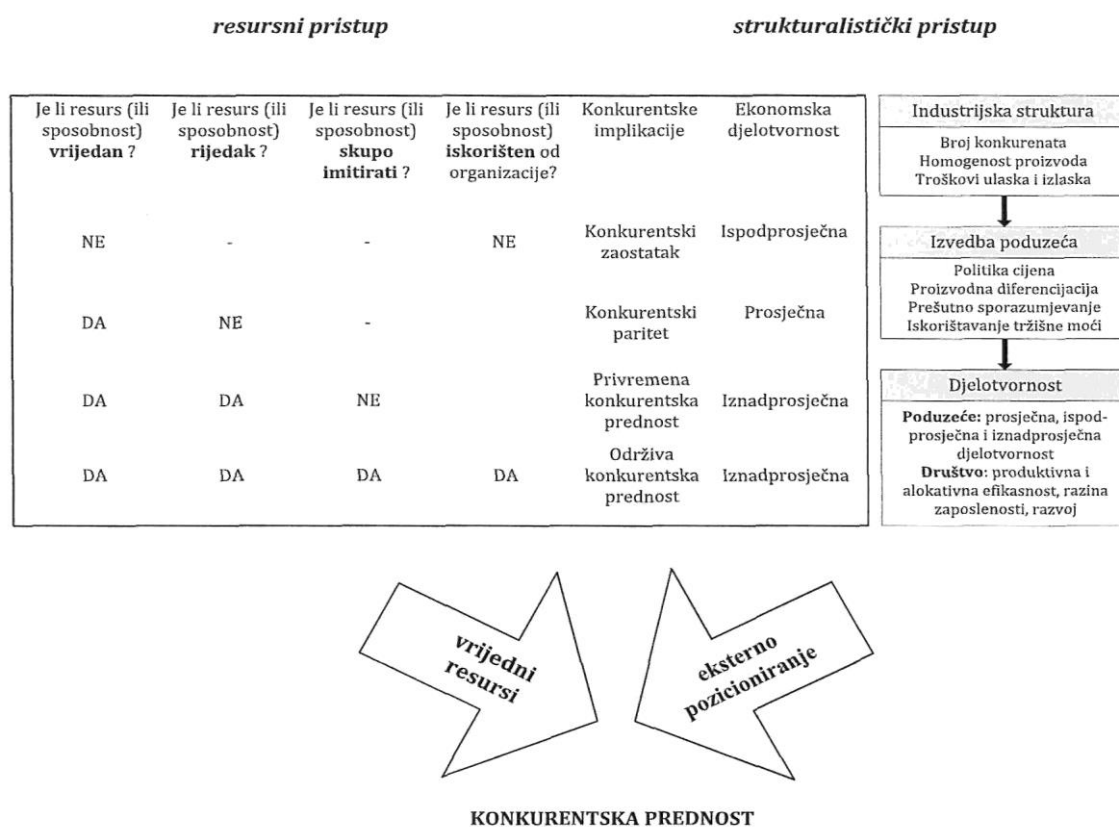 resursni pristup
strukturalistički pristup
Je li resurs (ili
sposobnost)
vrijedan ?
Je li resurs (ili
sposobnost)
rijedak ?
Je li resurs (ili
sposobnost)
skupo
imitirati ?
Je li resurs (ili
sposobnost)
iskorišten od
organizacije?
Konkurentske
implikacije
Ekonomska
djelotvornost
NE
-
-
NE
Konkurentski
zaostatak
Ispodprosječna
DA
NE
-
Konkurentski
paritet
Prosječna
DA
DA
NE
Privremena
konkurentska
prednost
Iznadprosječna
DA
DA
DA
DA
Održiva
konkurentska
prednost
Iznadprosječna
Industrijska struktura
Broj konkurenata
Homogenost proizvoda
Troškovi ulaska i izlaska
Izvedba poduzeća
Politika cijena
Proizvodna diferencijacija
Prešutno sporazumjevanje
Iskorištavanje tržišne moći
Djelotvornost
Poduzeće: prosječna, ispod-
prosječna i iznadprosječna
djelotvornost
Društvo: produktivna i
alokativna efikasnost, razina
zaposlenosti, razvoj
vrijedni
resursi
eksterno
pozicioniranje
KONKURENTSKA PREDNOST